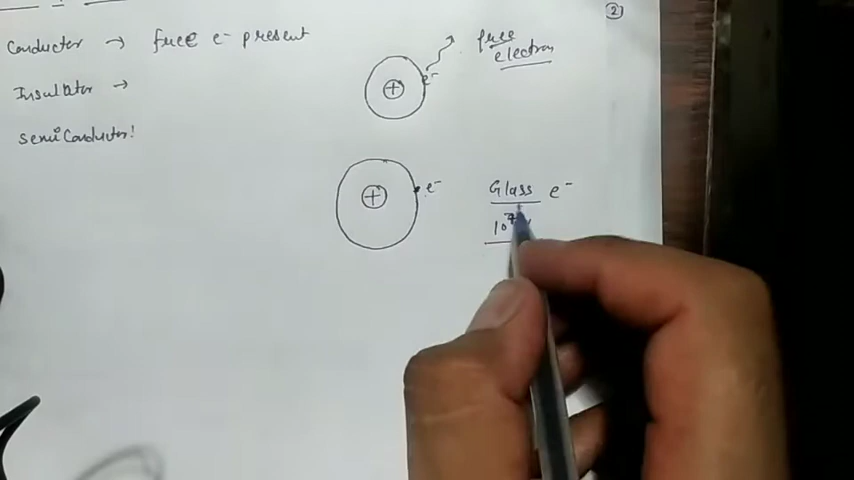 ②
Conductor → free e⁻ present
free
electron
e⁻
+
Insulator →
semiConductor!
+
e⁻
Glass e⁻